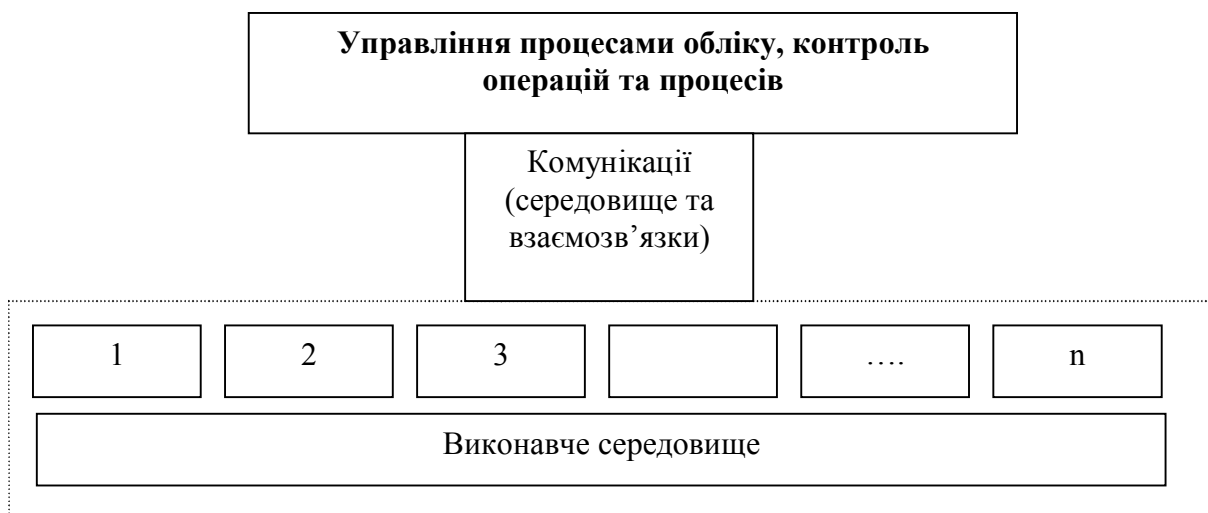 Управління процесами обліку, контроль
операцій та процесів
Комунікації
(середовище та
взаємозв’язки)
1 2 3 …. n
Виконавче середовище